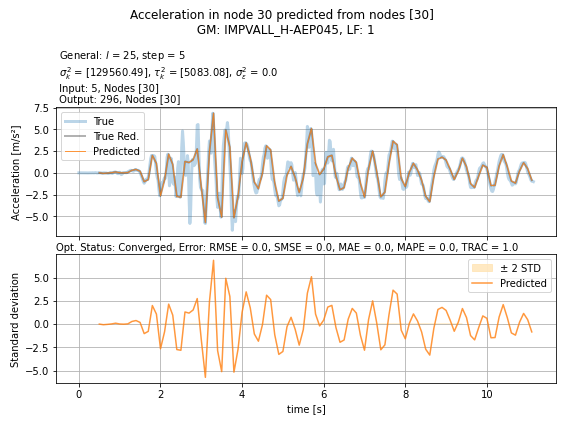 Acceleration in node 30 predicted from nodes [30]
GM: IMPVALL_H-AEP045, LF: 1
General: l = 25, step = 5
σ²_k = [129560.49], τ²_k = [5083.08], σ²_ε = 0.0
Input: 5, Nodes [30]
Output: 296, Nodes [30]
7.5
5.0
2.5
0.0
−2.5
−5.0
Acceleration [m/s²]
True
True Red.
Predicted
Opt. Status: Converged, Error: RMSE = 0.0, SMSE = 0.0, MAE = 0.0, MAPE = 0.0, TRAC = 1.0
5.0
2.5
0.0
−2.5
−5.0
Standard deviation
± 2 STD
Predicted
0 2 4 6 8 10
time [s]